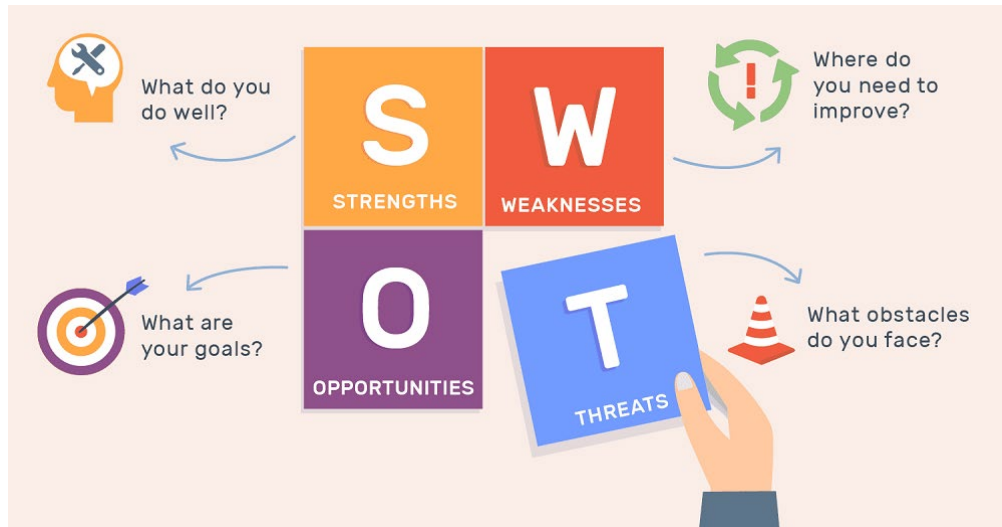 What do you
do well?
S
STRENGTHS
W
WEAKNESSES
Where do
you need to
improve?
What are
your goals?
O
OPPORTUNITIES
T
THREATS
What obstacles
do you face?